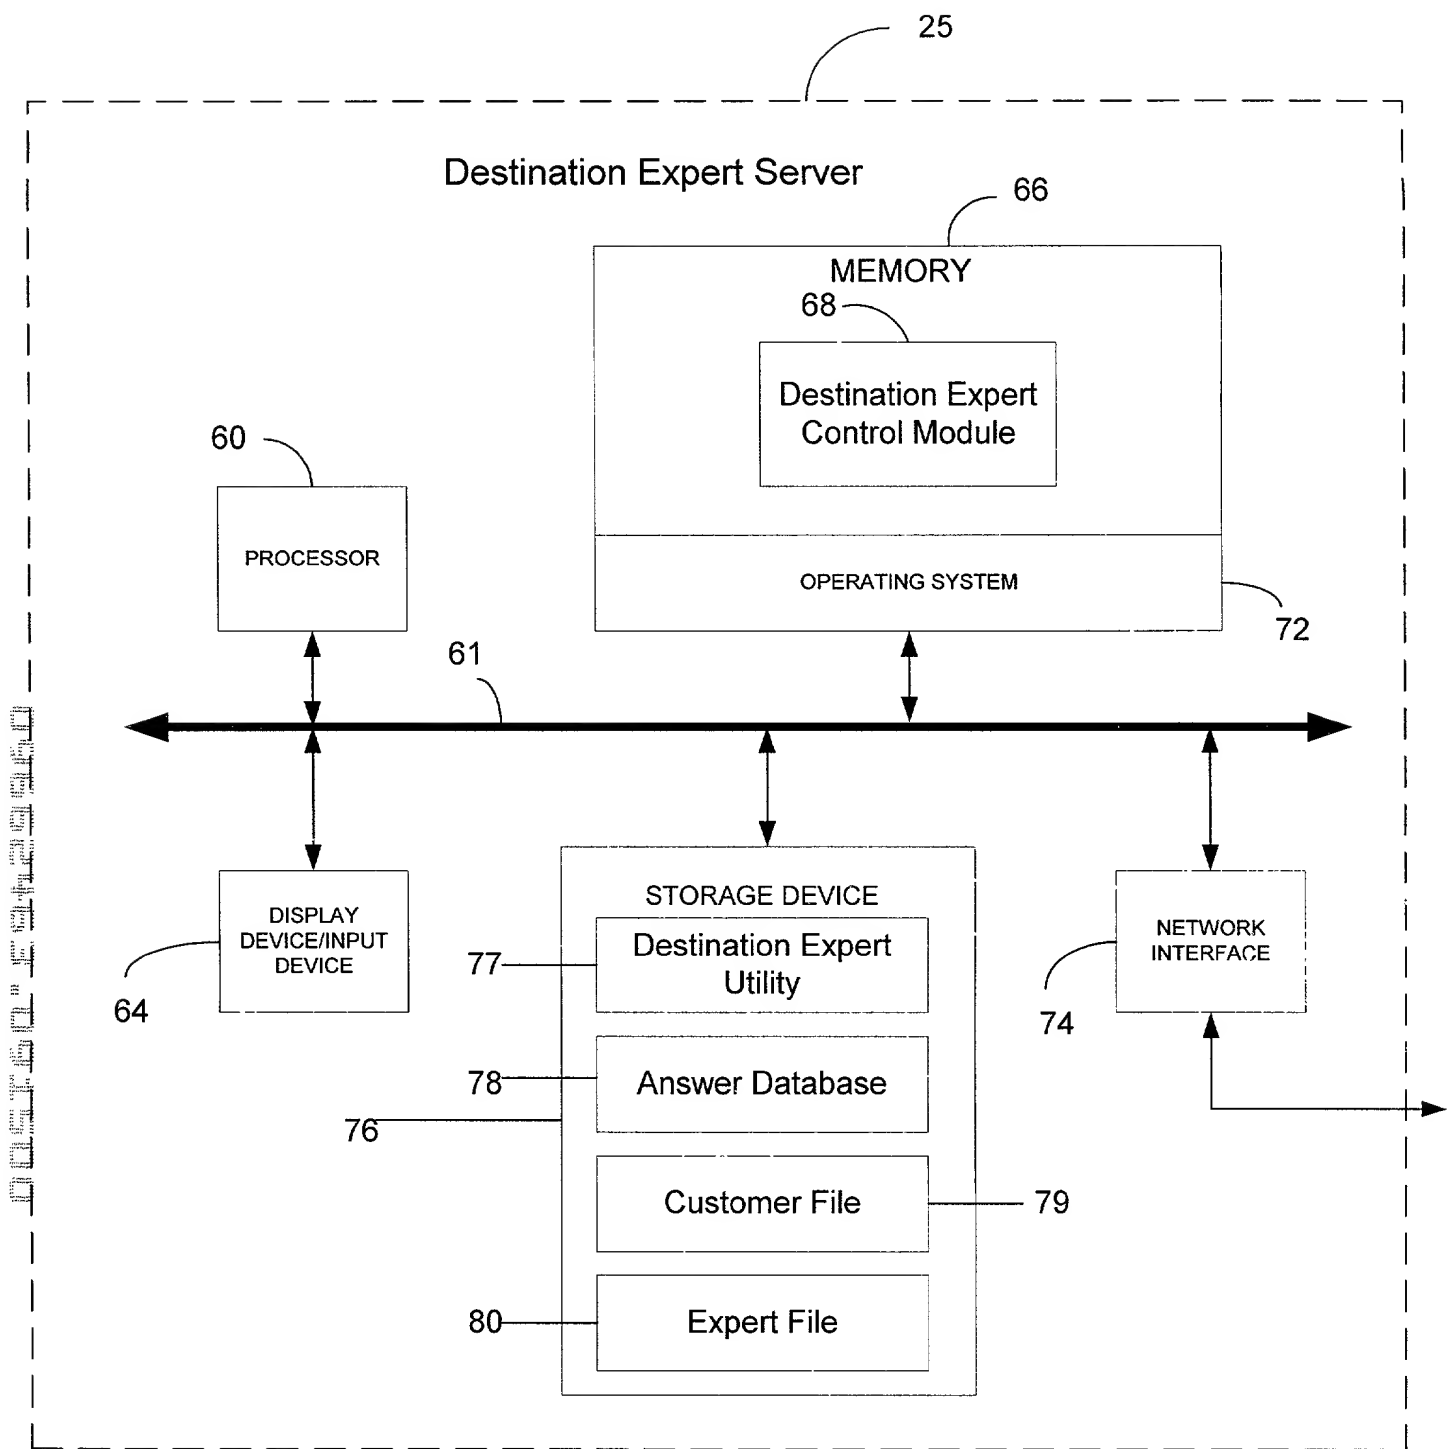 25
Destination Expert Server
66
MEMORY
68
Destination Expert
Control Module
60
PROCESSOR
OPERATING SYSTEM
72
61
STORAGE DEVICE
DISPLAY
DEVICE/INPUT
DEVICE
64
77
Destination Expert
Utility
NETWORK
INTERFACE
74
78
Answer Database
76
Customer File
79
80
Expert File